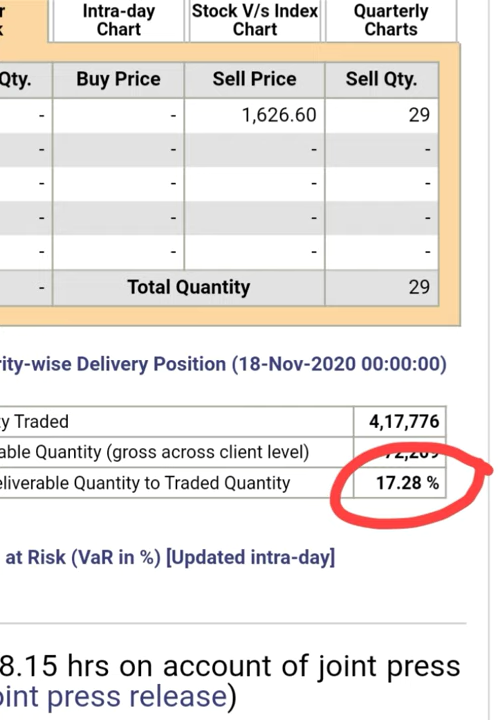 r Intra-day Stock V/s Index Quarterly
k Chart Chart Charts
Qty. Buy Price Sell Price Sell Qty.
- - 1,626.60 29
- - - -
- - - -
- - - -
- - - -
- Total Quantity 29
rity-wise Delivery Position (18-Nov-2020 00:00:00)
y Traded 4,17,776
able Quantity (gross across client level)
eliverable Quantity to Traded Quantity 17.28 %
at Risk (VaR in %) [Updated intra-day]
8.15 hrs on account of joint press
oint press release)